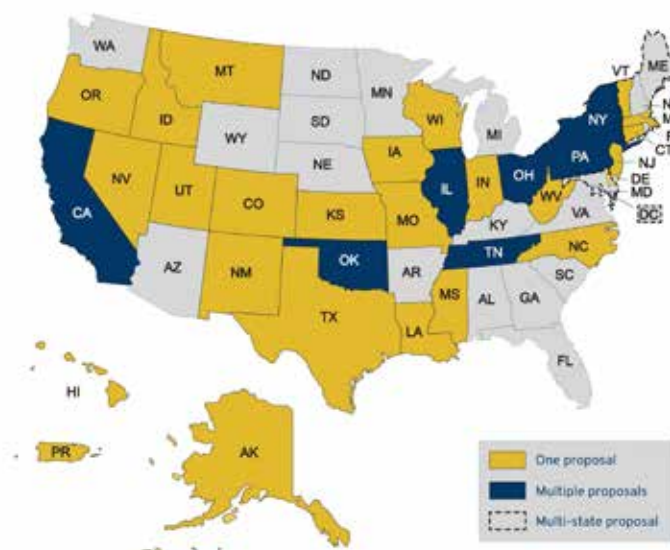 WA
MT
ND
MN
VT
ME
OR
ID
SD
WI
MI
NY
WY
CT
NE
IA
PA
NJ
NV
UT
CO
IL
IN
OH
DE
MD
WV
DC
CA
KS
MO
KY
VA
AZ
NM
OK
AR
TN
NC
SC
TX
LA
MS
AL
GA
FL
HI
PR
AK
One proposal
Multiple proposals
Multi-state proposal